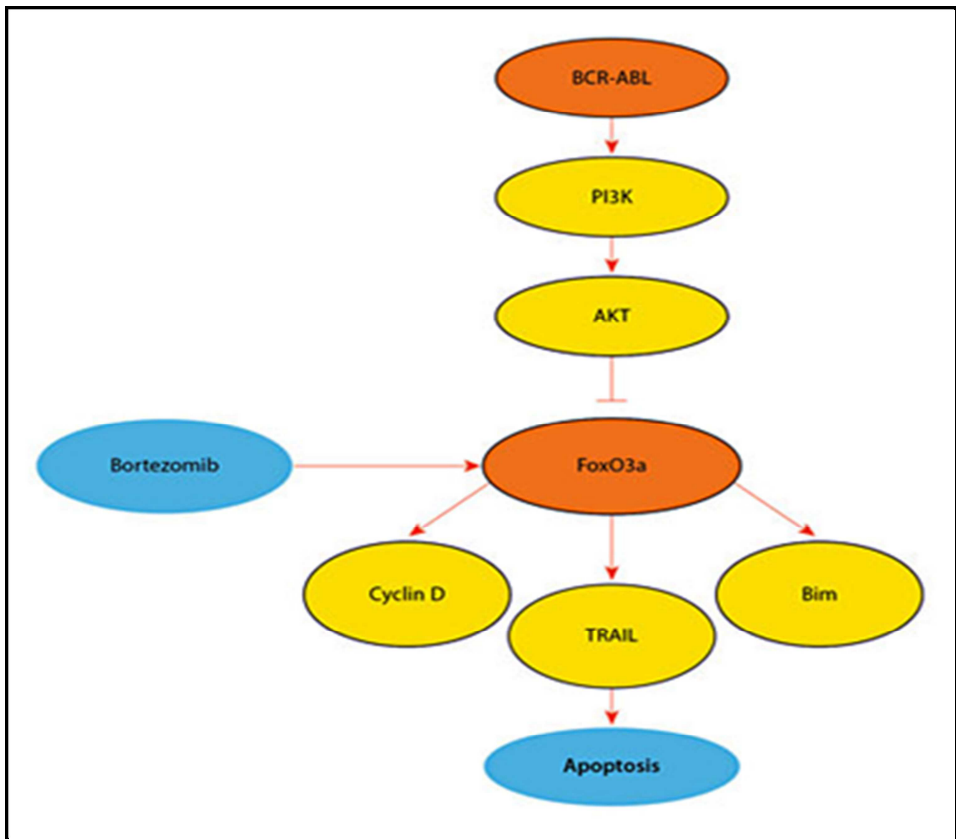 BCR-ABL
PI3K
AKT
Bortezomib
FoxO3a
Cyclin D
TRAIL
Bim
Apoptosis